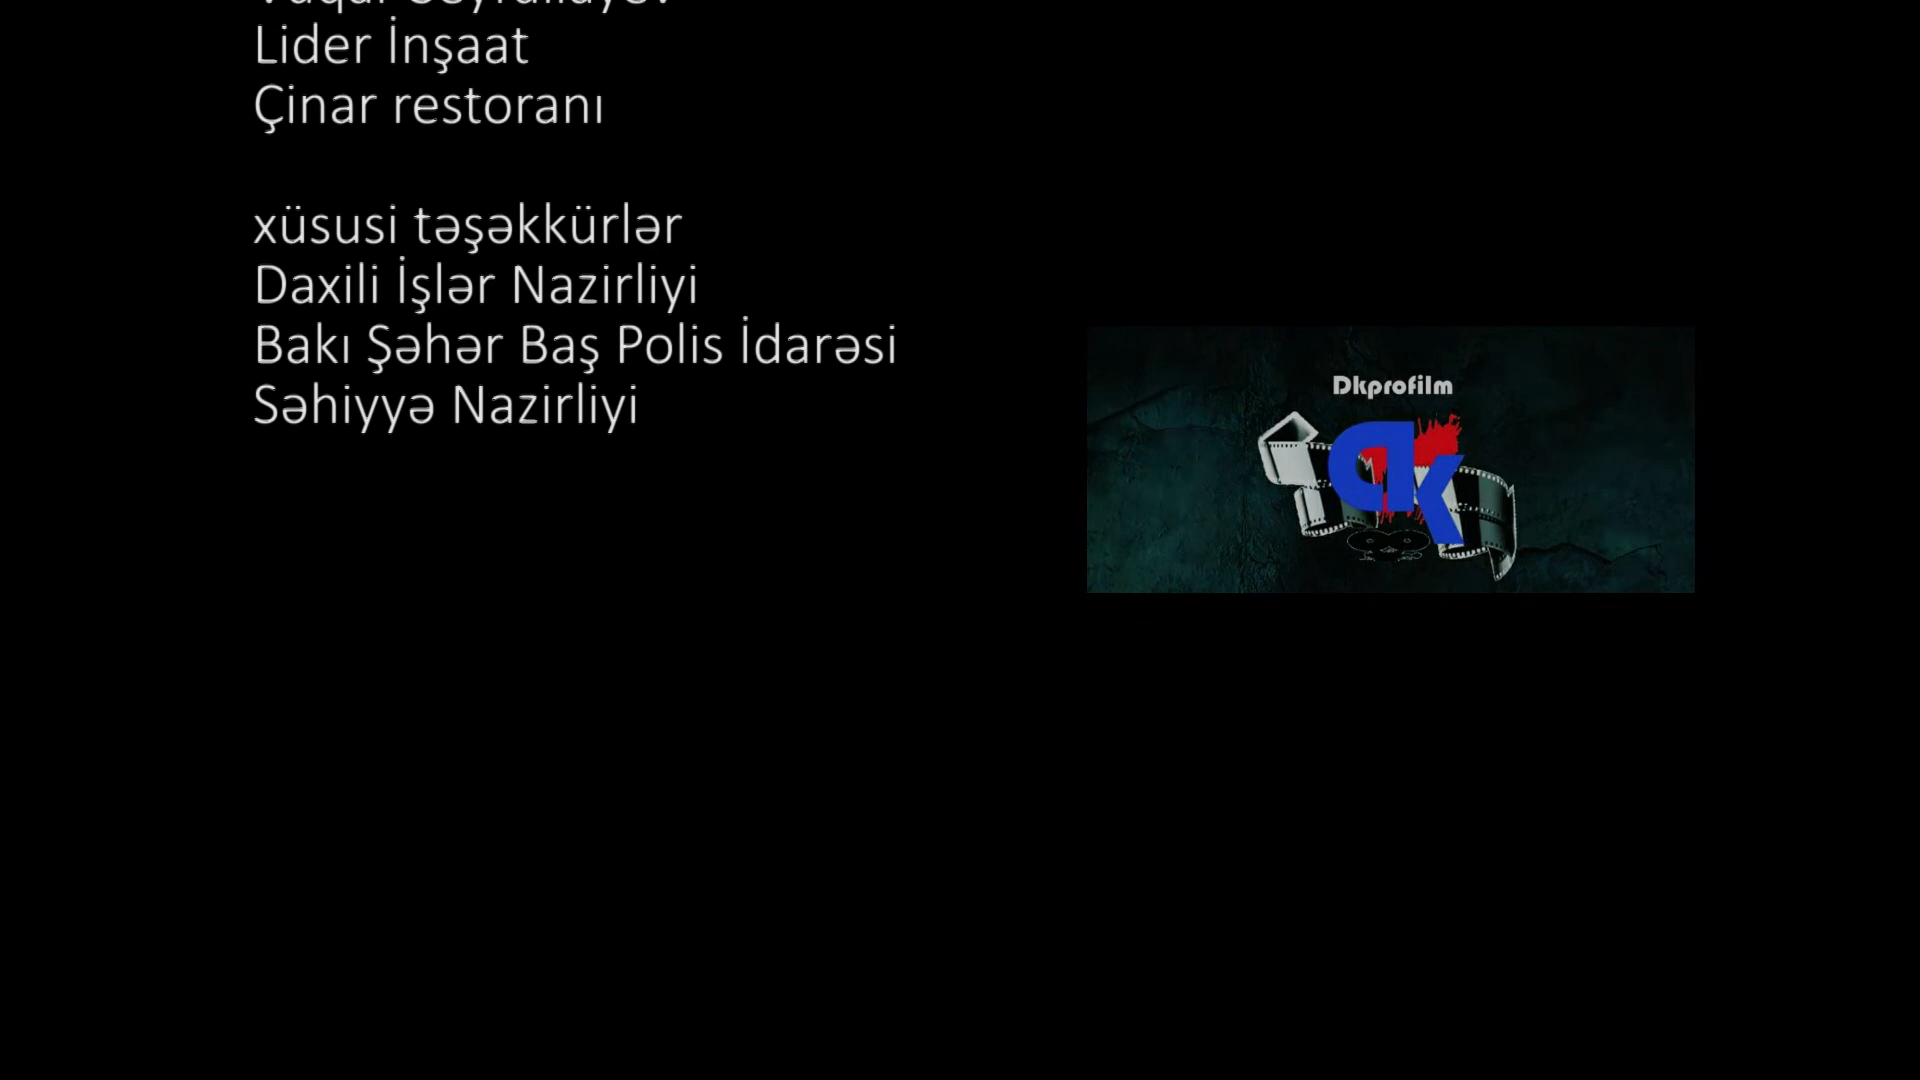 Lider İnşaat
Çinar restoranı
xüsusi təşəkkürlər
Daxili İşlər Nazirliyi
Bakı Şəhər Baş Polis İdarəsi
Səhiyyə Nazirliyi
Dkprofilm